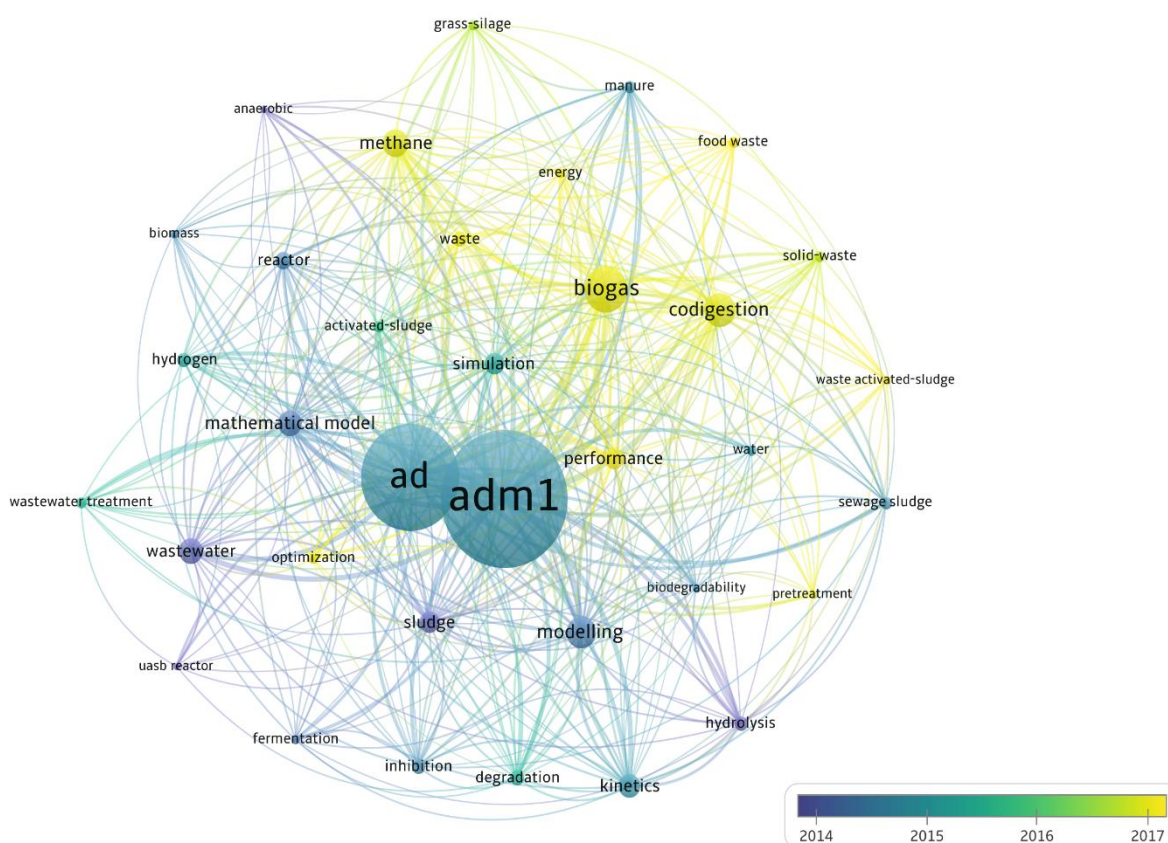 grass-silage
manure
anaerobic
methane
food waste
energy
biomass
waste
reactor
solid-waste
biogas
codigestion
activated-sludge
hydrogen
simulation
waste activated-sludge
mathematical model
performance
water
ad
adm1
wastewater treatment
sewage sludge
wastewater
optimization
biodegradability
pretreatment
sludge
modelling
uasb reactor
hydrolysis
fermentation
inhibition
degradation
kinetics
2014 2015 2016 2017